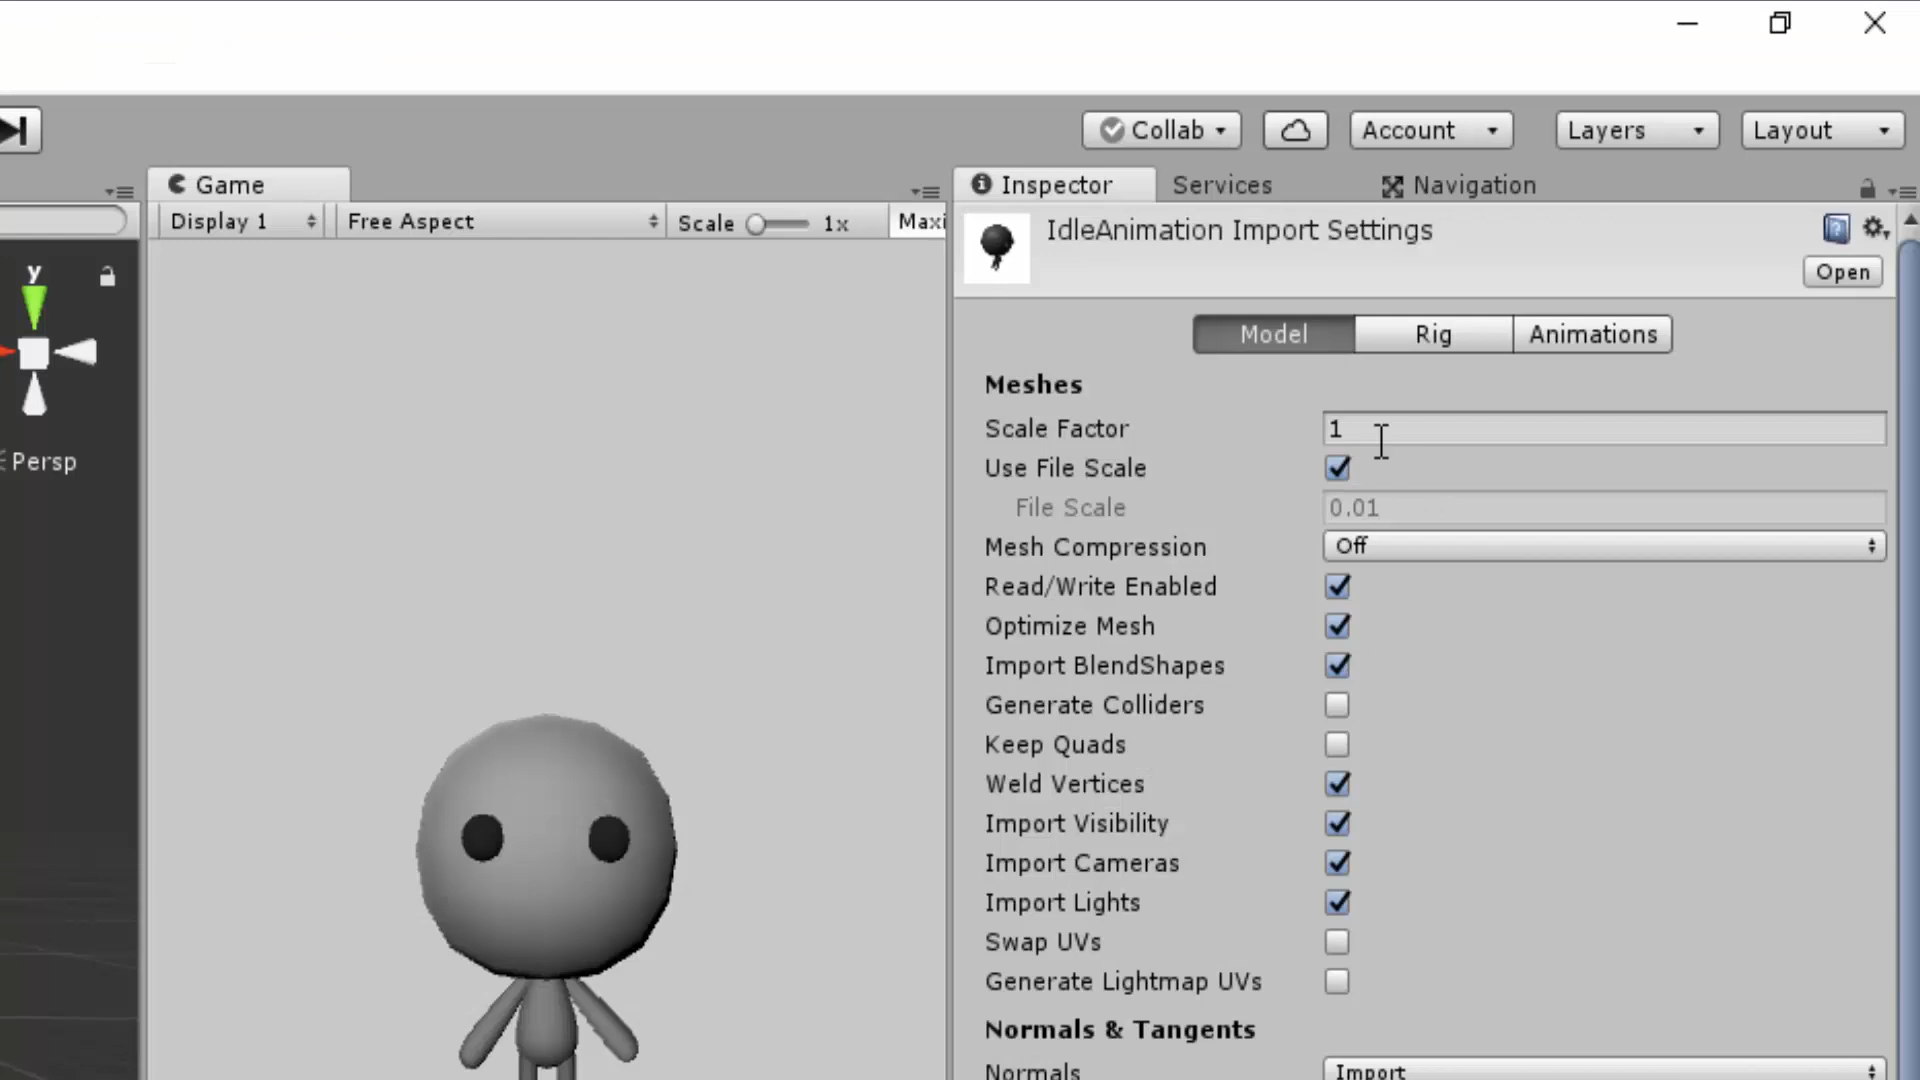 Collab Account Layers Layout
Game Inspector Services Navigation
Display 1 Free Aspect Scale 1x Maxi
IdleAnimation Import Settings
Open
y
Persp
Model Rig Animations
Meshes
Scale Factor 1
Use File Scale
File Scale 0.01
Mesh Compression Off
Read/Write Enabled
Optimize Mesh
Import BlendShapes
Generate Colliders
Keep Quads
Weld Vertices
Import Visibility
Import Cameras
Import Lights
Swap UVs
Generate Lightmap UVs
Normals & Tangents
Normals Import